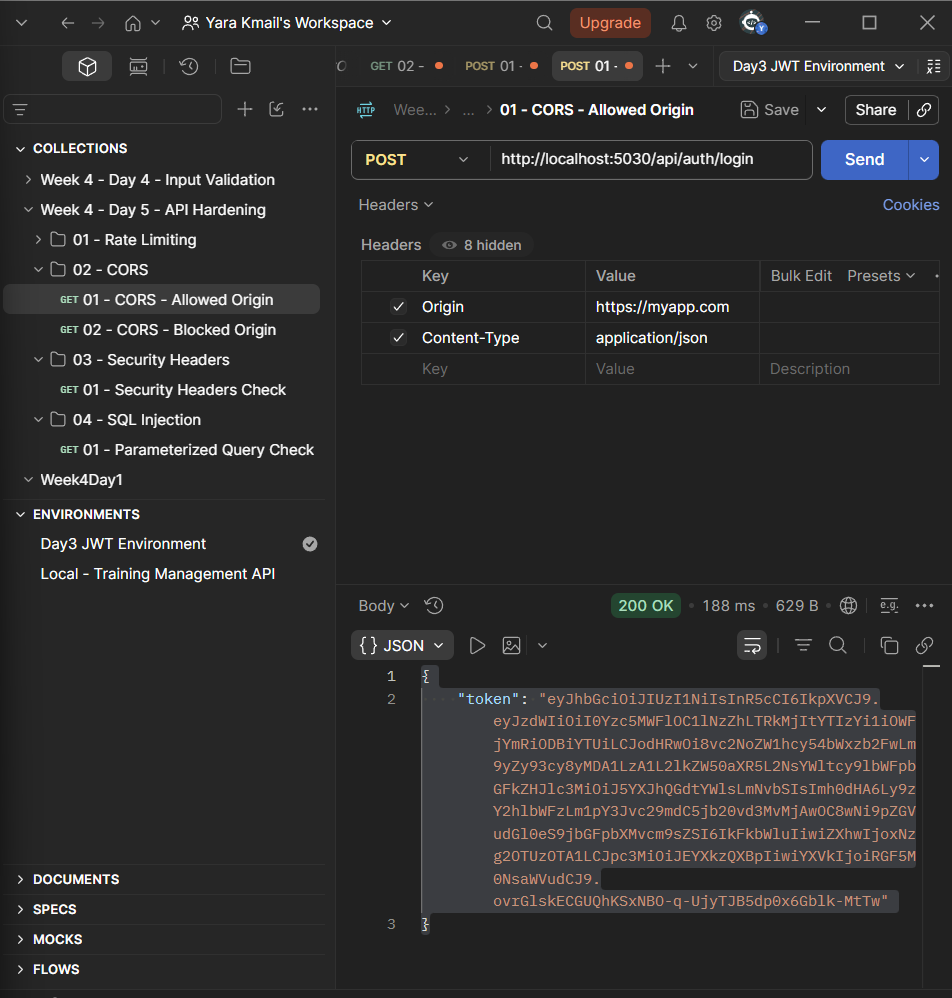 Yara Kmail's Workspace
Upgrade
Y
GET 02 -
POST 01 -
POST 01 -
Day3 JWT Environment
COLLECTIONS
Week 4 - Day 4 - Input Validation
Week 4 - Day 5 - API Hardening
01 - Rate Limiting
02 - CORS
GET 01 - CORS - Allowed Origin
GET 02 - CORS - Blocked Origin
03 - Security Headers
GET 01 - Security Headers Check
04 - SQL Injection
GET 01 - Parameterized Query Check
Week4Day1
ENVIRONMENTS
Day3 JWT Environment
Local - Training Management API
DOCUMENTS
SPECS
MOCKS
FLOWS
HTTP Wee... > ... > 01 - CORS - Allowed Origin
Save
Share
POST
http://localhost:5030/api/auth/login
Send
Headers
Cookies
Headers 8 hidden
Key Value Bulk Edit Presets
Origin https://myapp.com
Content-Type application/json
Key Value Description
Body
200 OK • 188 ms • 629 B
e.g.
{} JSON
1 {
2 "token": "eyJhbGciOiJIUzI1NiIsInR5cCI6IkpXVCJ9.
eyJzdWIiOiI0Yzc5MWFlOC1lNzZhLTRkMjItYTIzYi1iOWF
jYmRiODBiYTUiLCJodHRwOi8vc2NoZW1hcy54bWxzb2FwLm
9yZy93cy8yMDA1LzA1L2lkZW50aXR5L2NsYWltcy9lbWFpb
GFkZHJlc3MiOiJ5YXJhQGdtYWlsLmNvbSIsImh0dHA6Ly9z
Y2hlbWFzLm1pY3Jvc29mdC5jb20vd3MvMjAwOC8wNi9pZGV
udGl0eS9jbGFpbXMvcm9sZSI6IkFkbWluIiwiZXhwIjoxNz
g2OTUzOTA1LCJpc3MiOiJEYXkzQXBpIiwiYXVkIjoiRGF5M
0NsaWVudCJ9.
ovrGlskECGUQhKSxNBO-q-UjyTJB5dp0x6Gblk-MtTw"
3 }